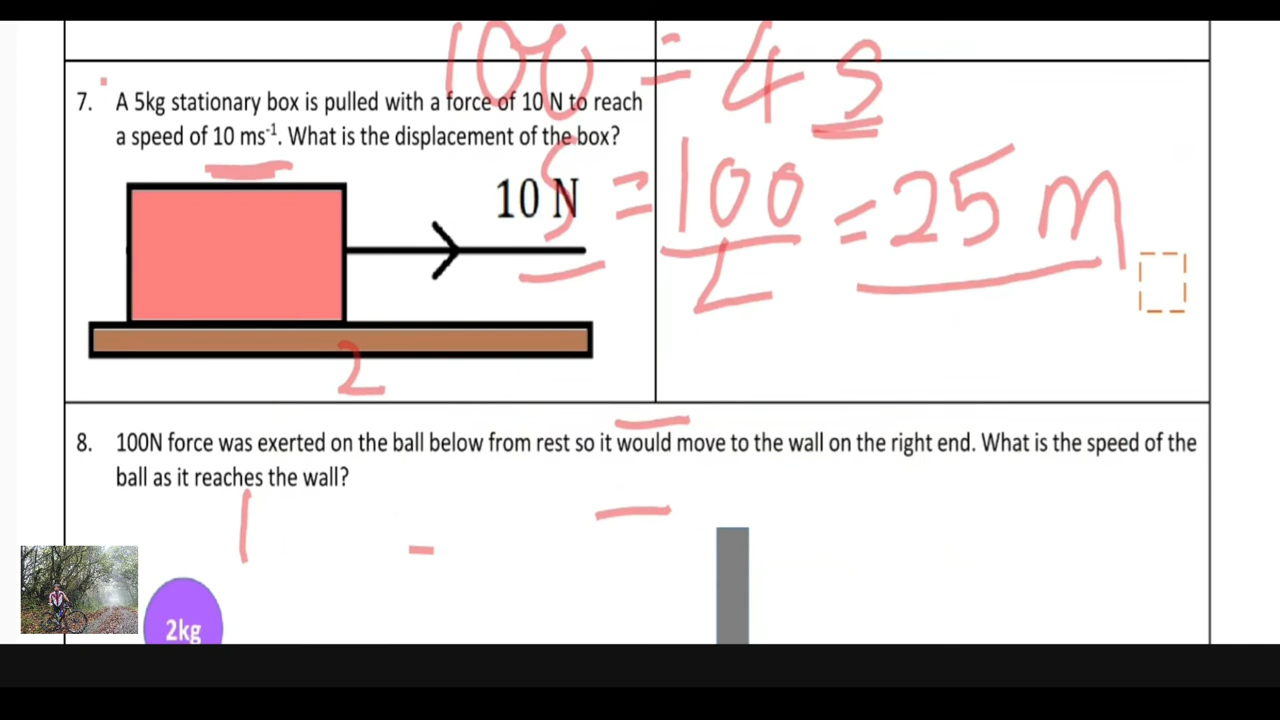 100 = 4 s
7. A 5kg stationary box is pulled with a force of 10 N to reach
a speed of 10 ms⁻¹. What is the displacement of the box?
10 N
s = 100 = 25 m
2
8. 100N force was exerted on the ball below from rest so it would move to the wall on the right end. What is the speed of the
ball as it reaches the wall?
2kg